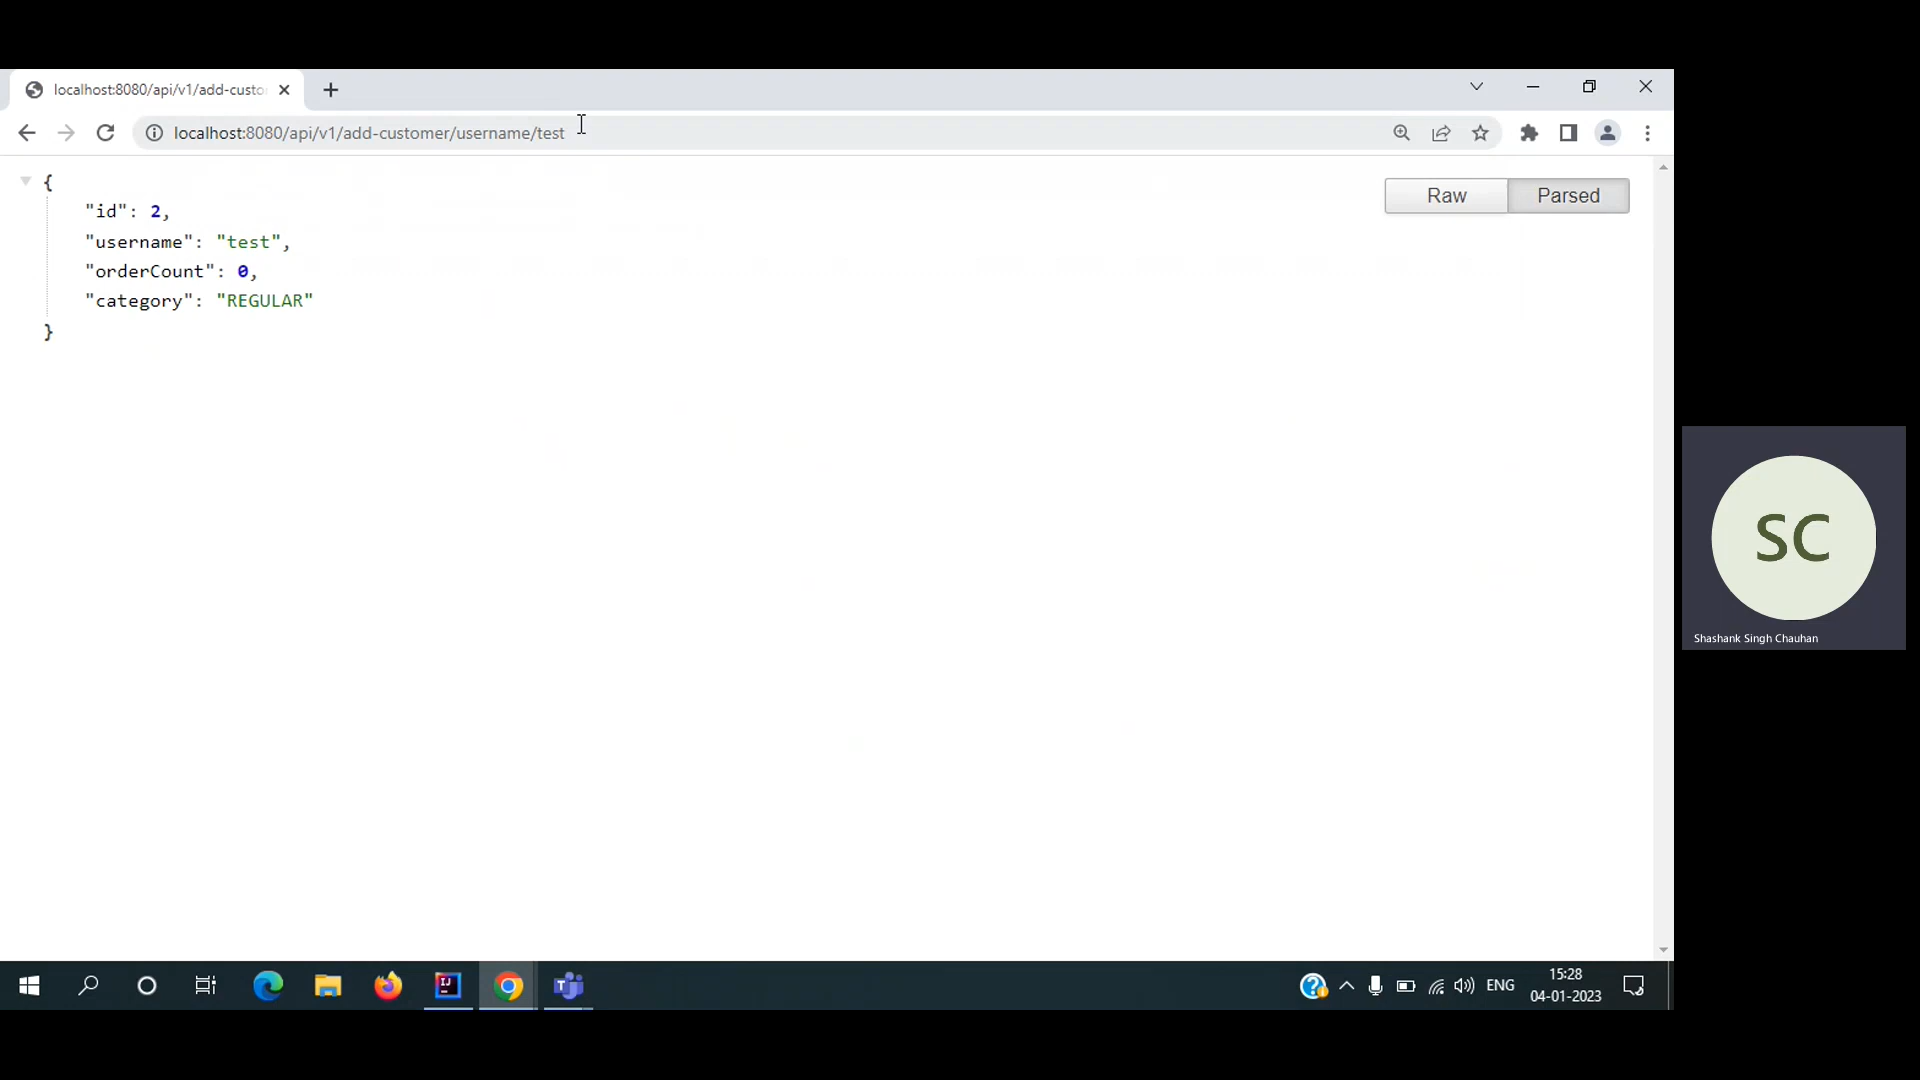 localhost:8080/api/v1/add-custo
localhost:8080/api/v1/add-customer/username/test
{
"id": 2,
"username": "test",
"orderCount": 0,
"category": "REGULAR"
}
Raw
Parsed
SC
Shashank Singh Chauhan
ENG
15:28
04-01-2023